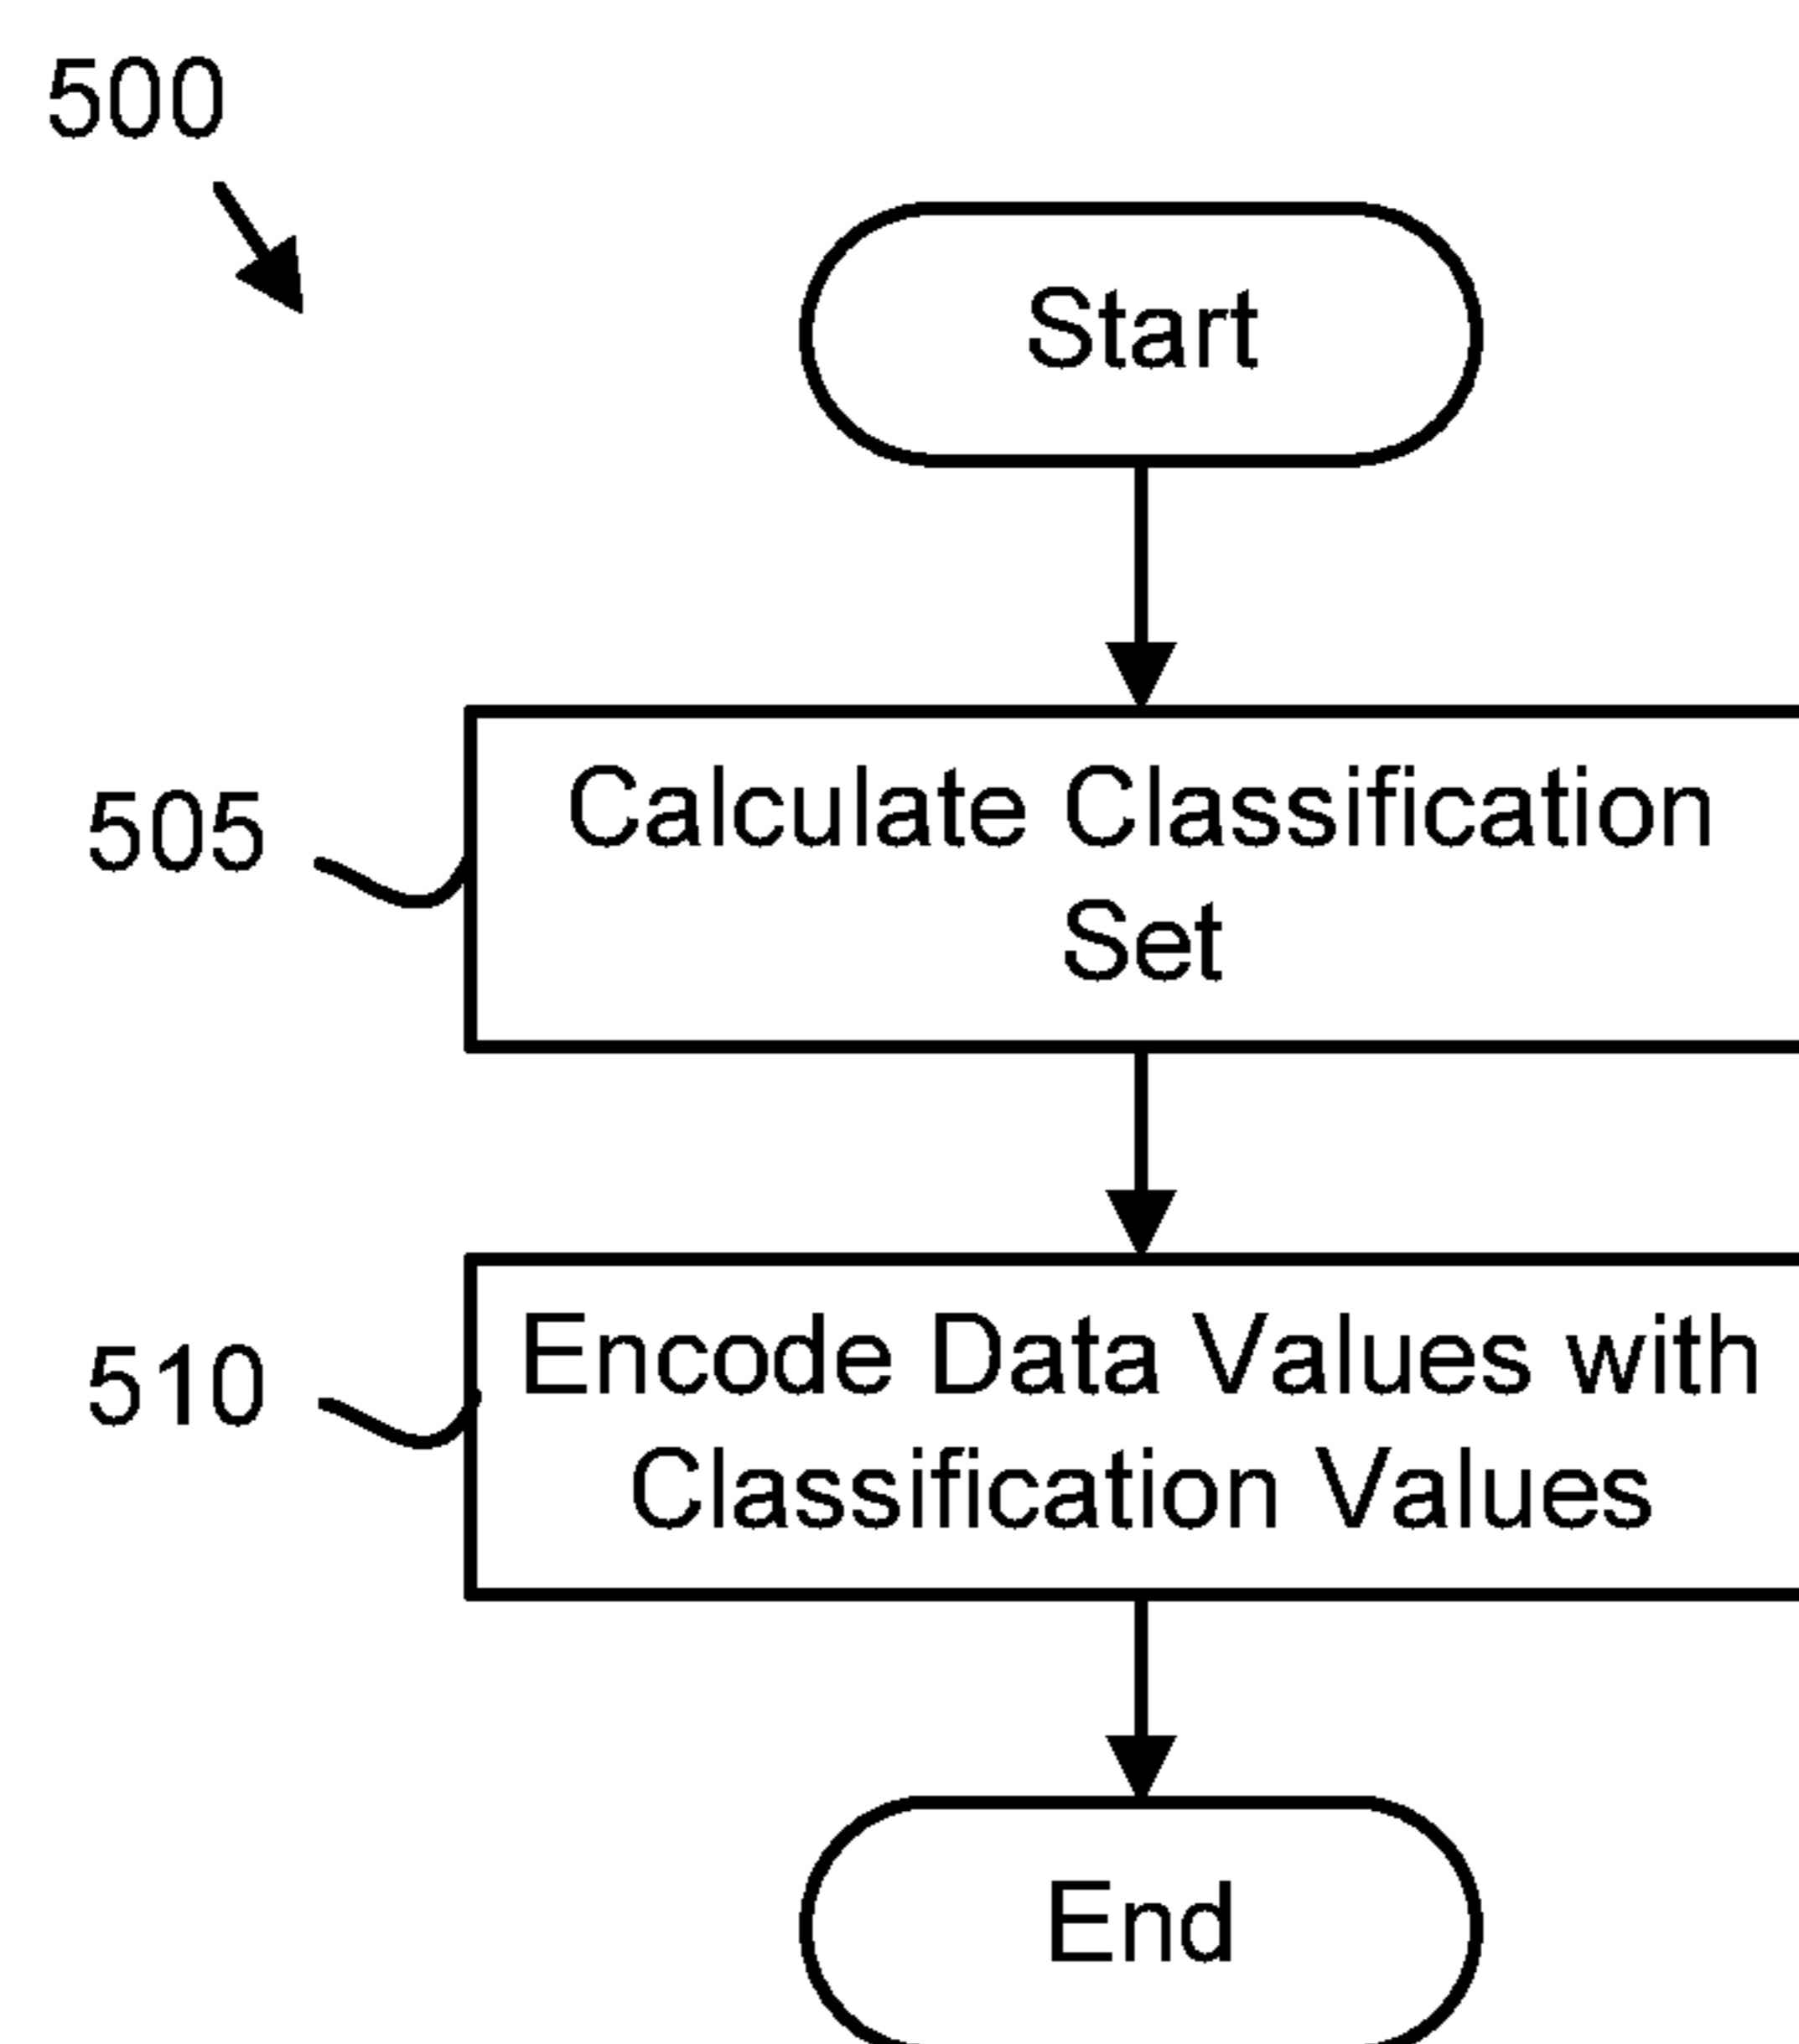 500
Start
505
Calculate Classification
Set
510
Encode Data Values with
Classification Values
End